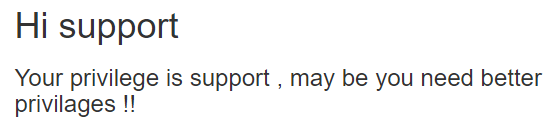 Hi support
Your privilege is support , may be you need better
privilages !!